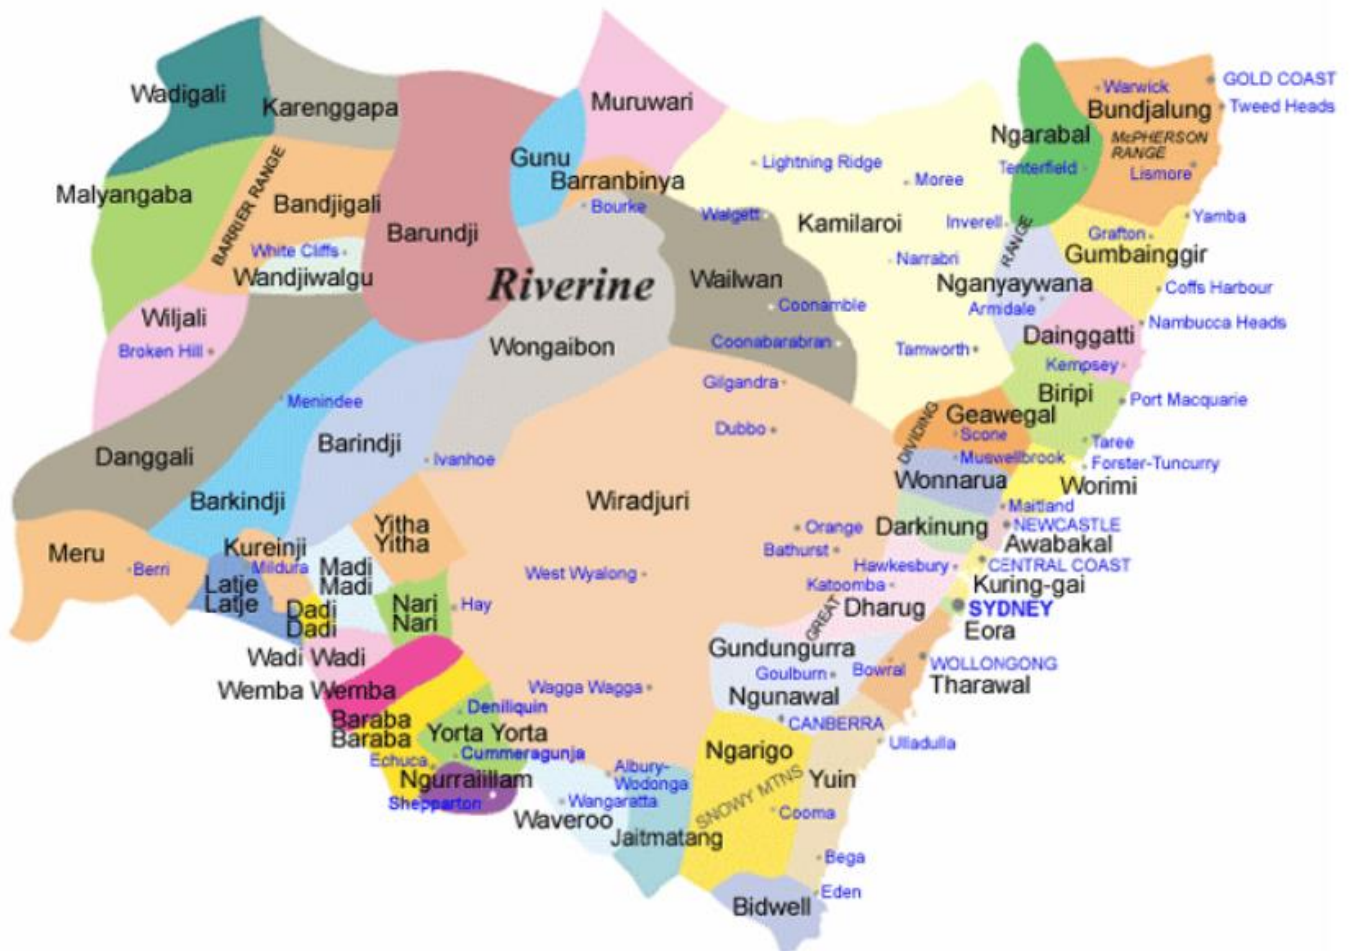 GOLD COAST
Warwick
Wadigali
Muruwari
Karenggapa
Bundjalung
Tweed Heads
Ngarabal
McPHERSON
RANGE
Gunu
Lightning Ridge
Tenterfield
Lismore
Barranbinya
Moree
Malyangaba
BARRIER RANGE
Bandjigali
Bourke
Walgett
Kamilaroi
Inverell
Yamba
Barundji
Grafton
RANGE
White Cliffs
Gumbainggir
Narrabri
Wandjiwalgu
Riverine
Wailwan
Nganyaywana
Coffs Harbour
Coonamble
Armidale
Wiljali
Nambucca Heads
Dainggatti
Broken Hill
Wongaibon
Coonabarabran
Tamworth
Kempsey
Gilgandra
Biripi
Menindee
Port Macquarie
Geawegal
DIVIDING
Dubbo
Scone
Barindji
Taree
Danggali
Ivanhoe
Muswellbrook
Forster-Tuncurry
Wonnarua
Worimi
Barkindji
Wiradjuri
Maitland
Yitha
Yitha
Orange
Darkinung
NEWCASTLE
Awabakal
Meru
Kureinji
Bathurst
Berri
Mildura
Madi
Madi
West Wyalong
Hawkesbury
CENTRAL COAST
Latje
Latje
Katoomba
Kuring-gai
Dadi
Dadi
Nari
Nari
Hay
GREAT
Dharug
SYDNEY
Eora
Wadi Wadi
Gundungurra
WOLLONGONG
Goulburn
Bowral
Tharawal
Wemba Wemba
Wagga Wagga
Ngunawal
Baraba
Baraba
Deniliquin
CANBERRA
Yorta Yorta
Ulladulla
Echuca
Cummeragunja
Ngarigo
Ngurraiillam
Albury-
Wodonga
SNOWY MTNS
Yuin
Shepparton
Wangaratta
Waveroo
Cooma
Jaitmatang
Bega
Eden
Bidwell